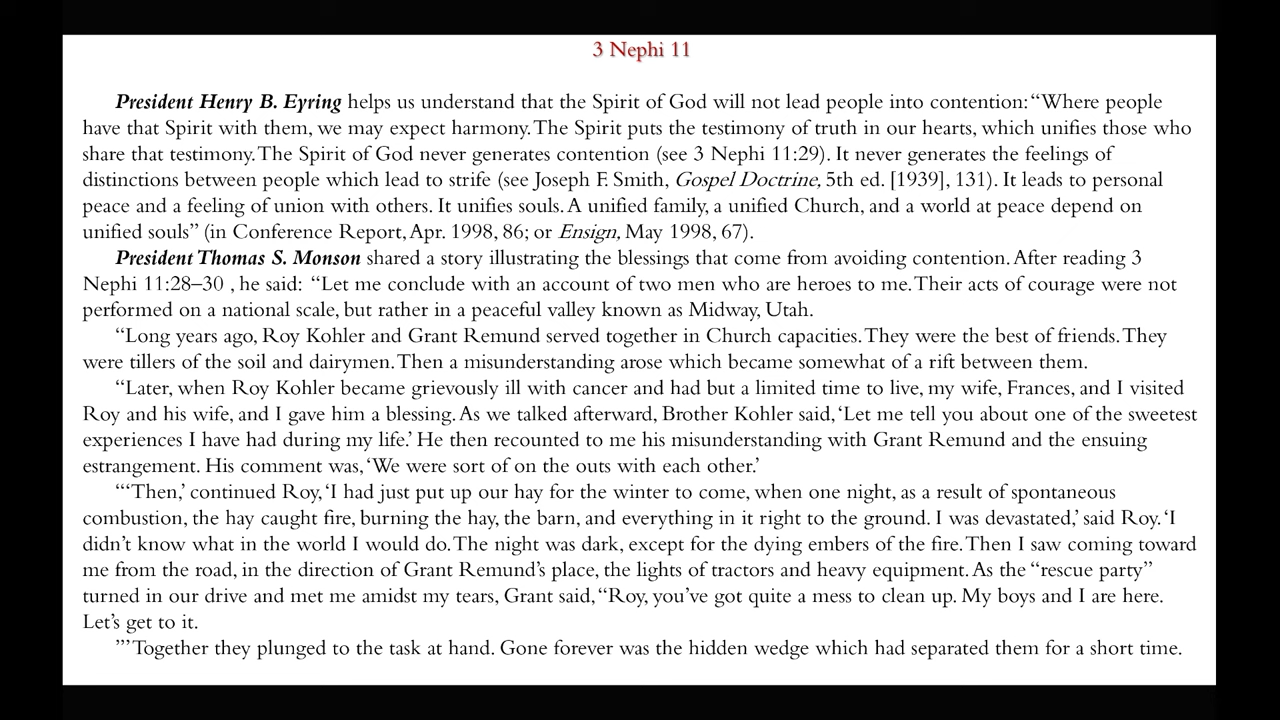 3 Nephi 11
President Henry B. Eyring helps us understand that the Spirit of God will not lead people into contention: “Where people
have that Spirit with them, we may expect harmony. The Spirit puts the testimony of truth in our hearts, which unifies those who
share that testimony. The Spirit of God never generates contention (see 3 Nephi 11:29). It never generates the feelings of
distinctions between people which lead to strife (see Joseph F. Smith, Gospel Doctrine, 5th ed. [1939], 131). It leads to personal
peace and a feeling of union with others. It unifies souls. A unified family, a unified Church, and a world at peace depend on
unified souls” (in Conference Report, Apr. 1998, 86; or Ensign, May 1998, 67).
President Thomas S. Monson shared a story illustrating the blessings that come from avoiding contention. After reading 3
Nephi 11:28–30 , he said: “Let me conclude with an account of two men who are heroes to me. Their acts of courage were not
performed on a national scale, but rather in a peaceful valley known as Midway, Utah.
“Long years ago, Roy Kohler and Grant Remund served together in Church capacities. They were the best of friends. They
were tillers of the soil and dairymen. Then a misunderstanding arose which became somewhat of a rift between them.
“Later, when Roy Kohler became grievously ill with cancer and had but a limited time to live, my wife, Frances, and I visited
Roy and his wife, and I gave him a blessing. As we talked afterward, Brother Kohler said, ‘Let me tell you about one of the sweetest
experiences I have had during my life.’ He then recounted to me his misunderstanding with Grant Remund and the ensuing
estrangement. His comment was, ‘We were sort of on the outs with each other.’
“‘Then,’ continued Roy, ‘I had just put up our hay for the winter to come, when one night, as a result of spontaneous
combustion, the hay caught fire, burning the hay, the barn, and everything in it right to the ground. I was devastated,’ said Roy. ‘I
didn’t know what in the world I would do. The night was dark, except for the dying embers of the fire. Then I saw coming toward
me from the road, in the direction of Grant Remund’s place, the lights of tractors and heavy equipment. As the “rescue party”
turned in our drive and met me amidst my tears, Grant said, “Roy, you’ve got quite a mess to clean up. My boys and I are here.
Let’s get to it.
”’Together they plunged to the task at hand. Gone forever was the hidden wedge which had separated them for a short time.